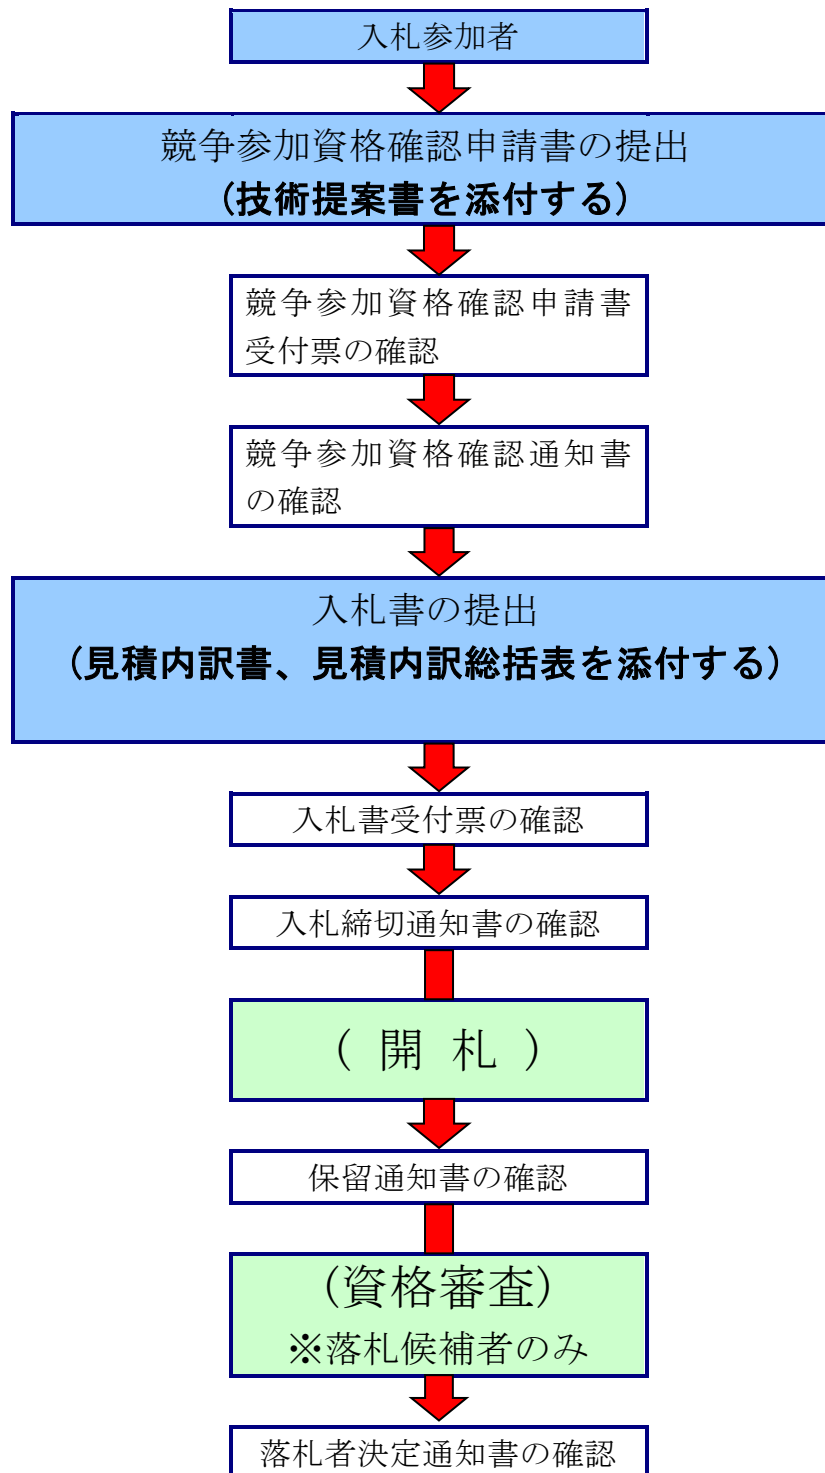 入札参加者
競争参加資格確認申請書の提出
(技術提案書を添付する)
競争参加資格確認申請書
受付票の確認
競争参加資格確認通知書
の確認
入札書の提出
(見積内訳書、見積内訳総括表を添付する)
入札書受付票の確認
入札締切通知書の確認
( 開 札 )
保留通知書の確認
(資格審査)
※落札候補者のみ
落札者決定通知書の確認